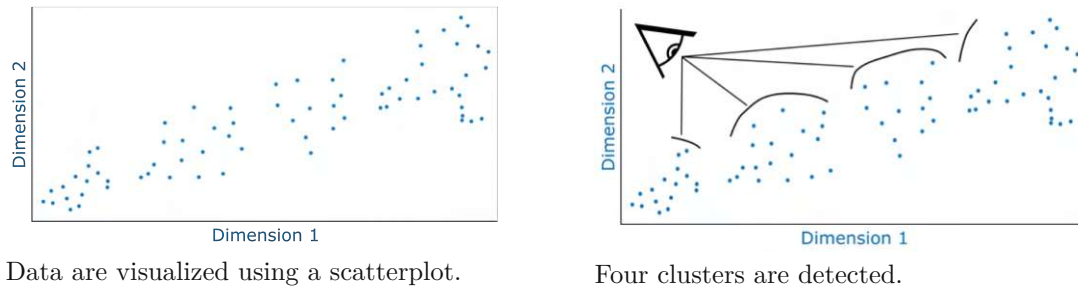 Dimension 2
Dimension 1
Data are visualized using a scatterplot.
Dimension 2
Dimension 1
Four clusters are detected.